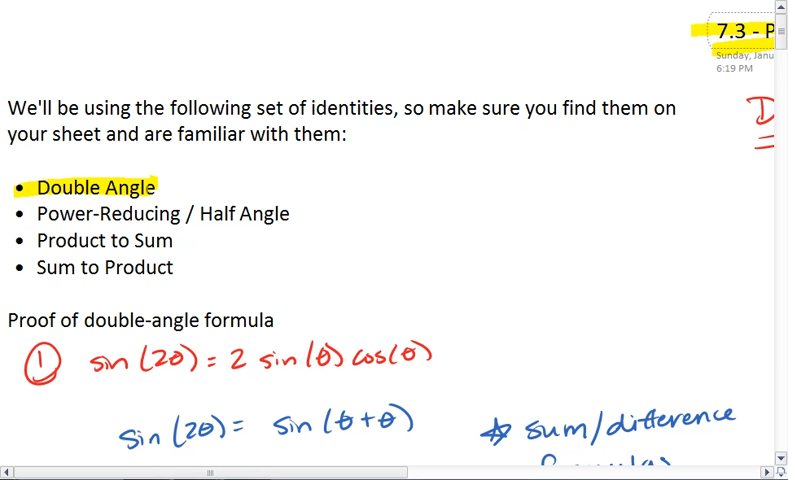 7.3 - P
Sunday, Janu
6:19 PM
We'll be using the following set of identities, so make sure you find them on
your sheet and are familiar with them:
• Double Angle
• Power-Reducing / Half Angle
• Product to Sum
• Sum to Product
Proof of double-angle formula
① sin(2θ) = 2 sin(θ) cos(θ)
sin(2θ) = sin(θ+θ) ☆ sum/difference